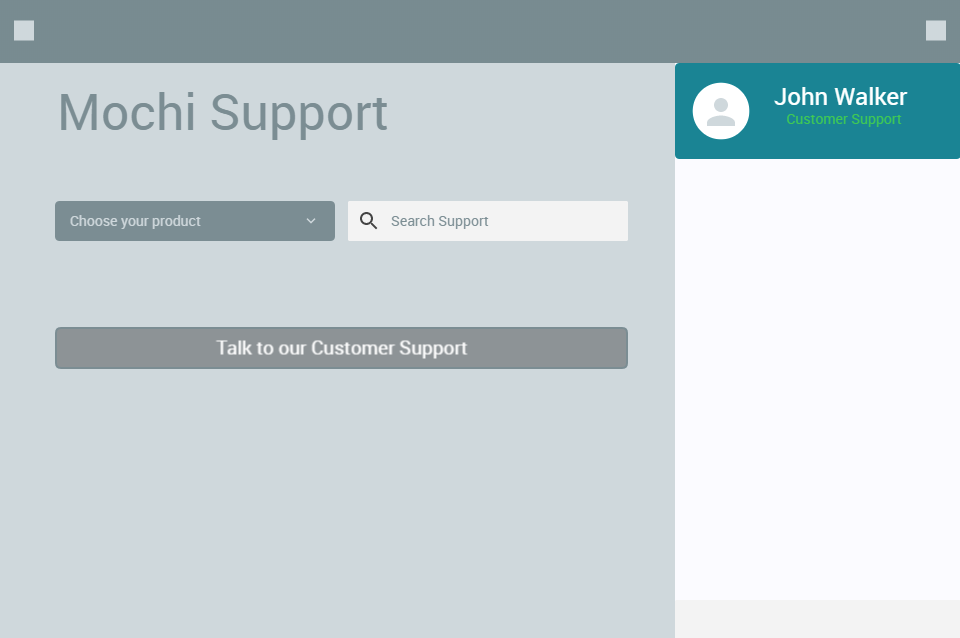 Mochi Support
John Walker
Customer Support
Choose your product
Search Support
Talk to our Customer Support